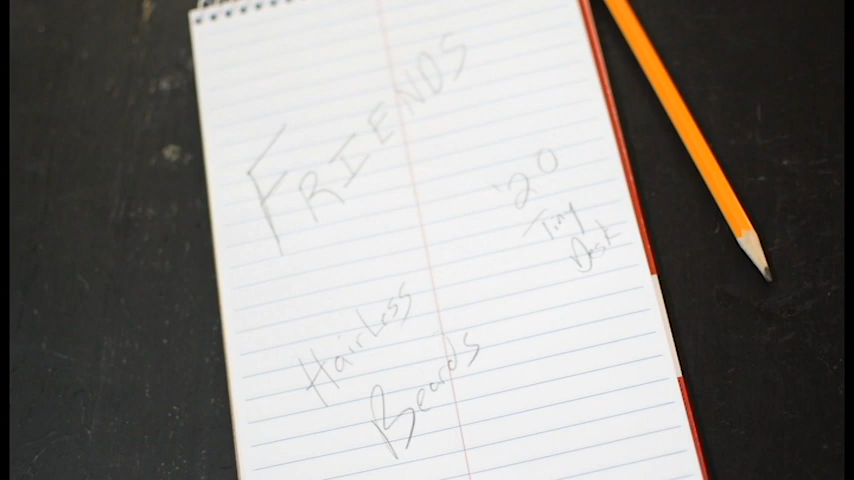 FRIENDS
'20
Tiny
Desk
Hairless
Beards